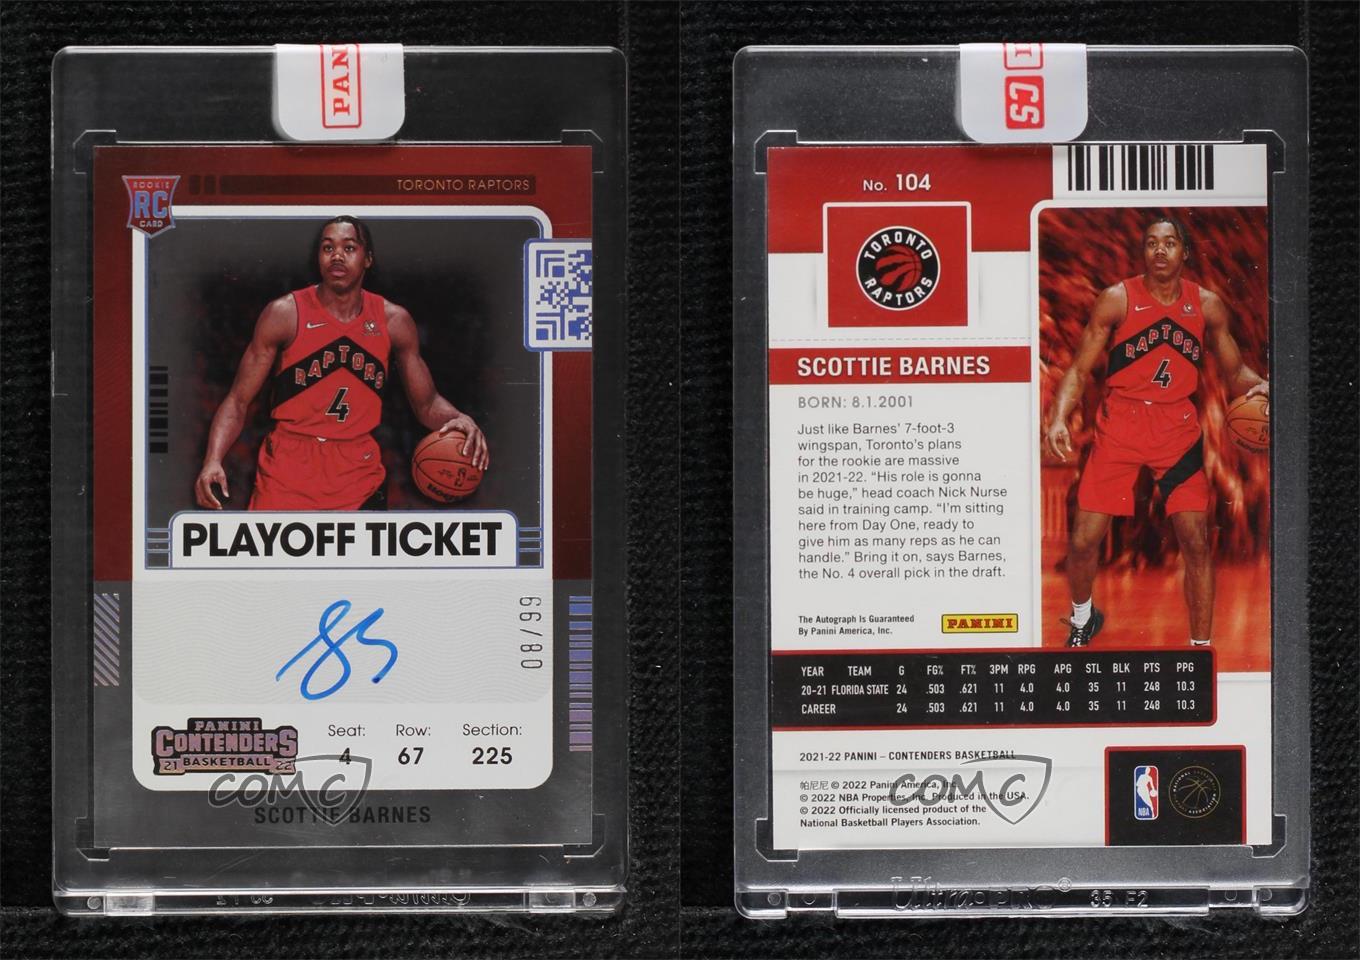 PANI
ROOKIE
RC
CARD
TORONTO RAPTORS
RAPTORS
4
PLAYOFF TICKET
080/99
PANINI
CONTENDERS
21 BASKETBALL 22
Seat: Row: Section:
4 67 225
COMC
SCOTTIE BARNES
No. 104
TORONTO
RAPTORS
RAPTORS
4
SCOTTIE BARNES
BORN: 8.1.2001
Just like Barnes' 7-foot-3
wingspan, Toronto's plans
for the rookie are massive
in 2021-22. “His role is gonna
be huge,” head coach Nick Nurse
said in training camp. “I'm sitting
here from Day One, ready to
give him as many reps as he can
handle.” Bring it on, says Barnes,
the No. 4 overall pick in the draft.
The Autograph Is Guaranteed
By Panini America, Inc.
PANINI
YEAR TEAM G FG% FT% 3PM RPG APG STL BLK PTS PPG
20-21 FLORIDA STATE 24 .503 .621 11 4.0 4.0 35 11 248 10.3
CAREER 24 .503 .621 11 4.0 4.0 35 11 248 10.3
2021-22 PANINI – CONTENDERS BASKETBALL
帕尼尼 © 2022 Panini America, Inc.
© 2022 NBA Properties, Inc. Produced in the USA.
© 2022 Officially licensed product of the
National Basketball Players Association.
COMC
NBA
Ultra·PRO® 35 F2